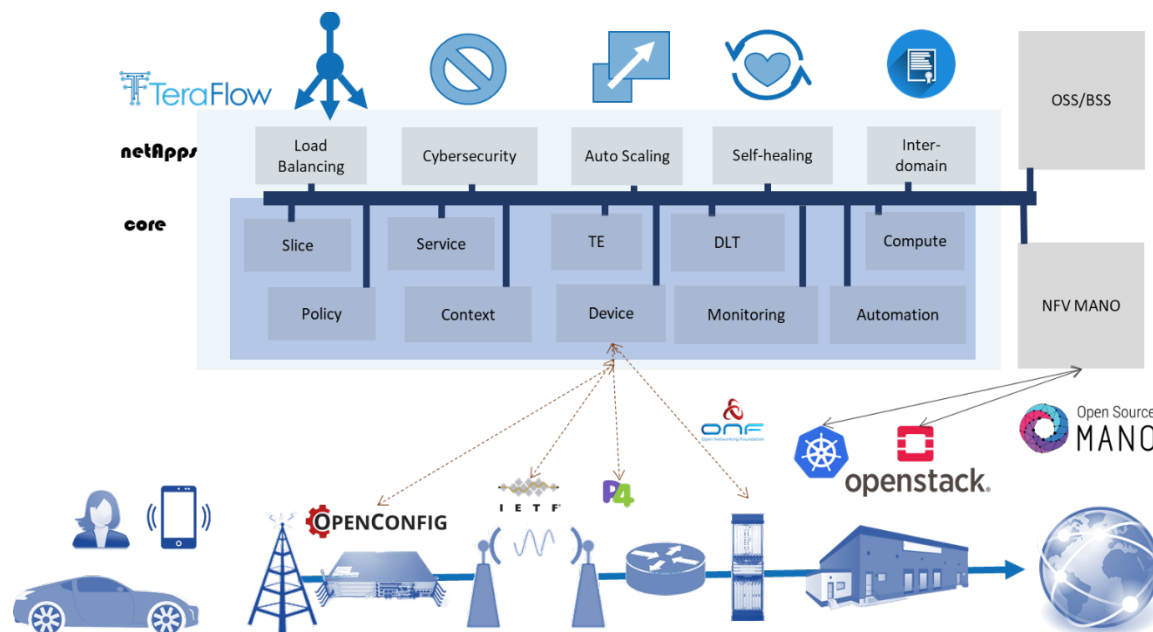 TeraFlow
OSS/BSS
netApps
Load
Balancing
Cybersecurity
Auto Scaling
Self-healing
Inter-
domain
core
Slice
Service
TE
DLT
Compute
Policy
Context
Device
Monitoring
Automation
NFV MANO
ONF
Open Networking Foundation
Open Source
MANO
openstack.
OPENCONFIG
IETF
P4